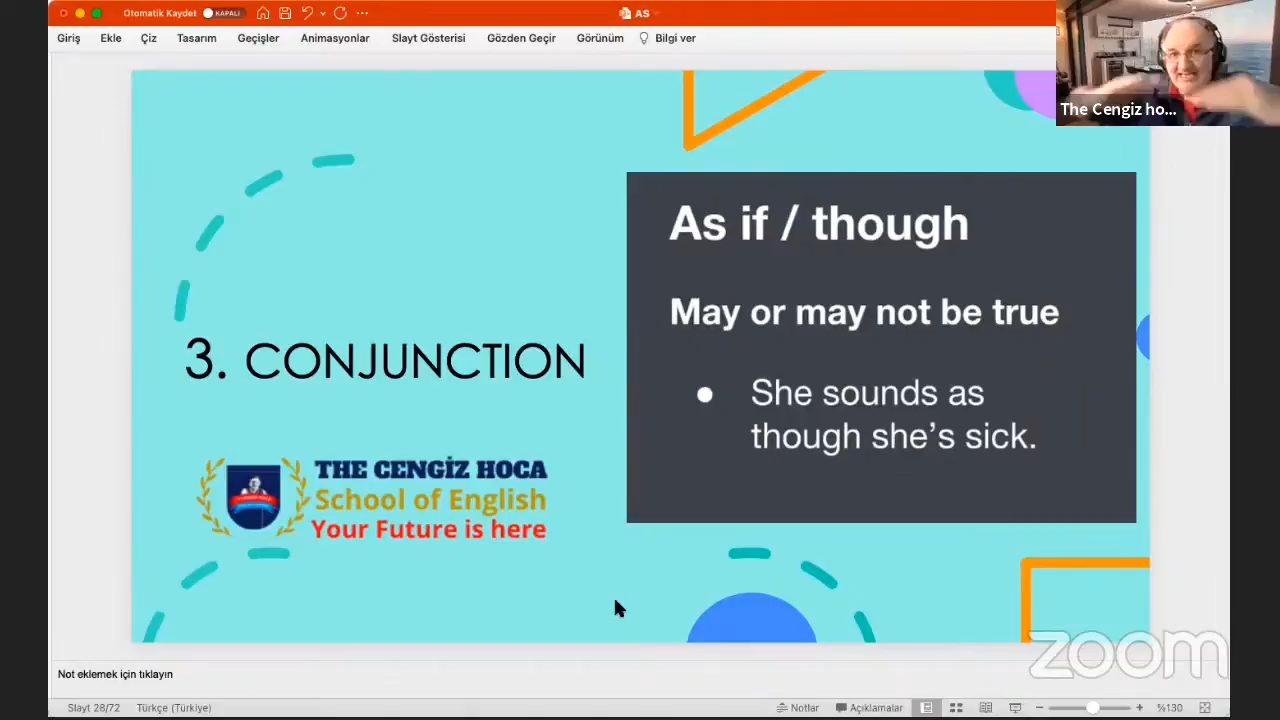 Otomatik Kaydet KAPALI
AS
Giriş Ekle Çiz Tasarım Geçişler Animasyonlar Slayt Gösterisi Gözden Geçir Görünüm Bilgi ver
The Cengiz ho...
As if / though
May or may not be true
3. CONJUNCTION
She sounds as
though she's sick.
THE CENGİZ HOCA
School of English
Your Future is here
zoom
Not eklemek için tıklayın
Slayt 28/72 Türkçe (Türkiye) Notlar Açıklamalar %130